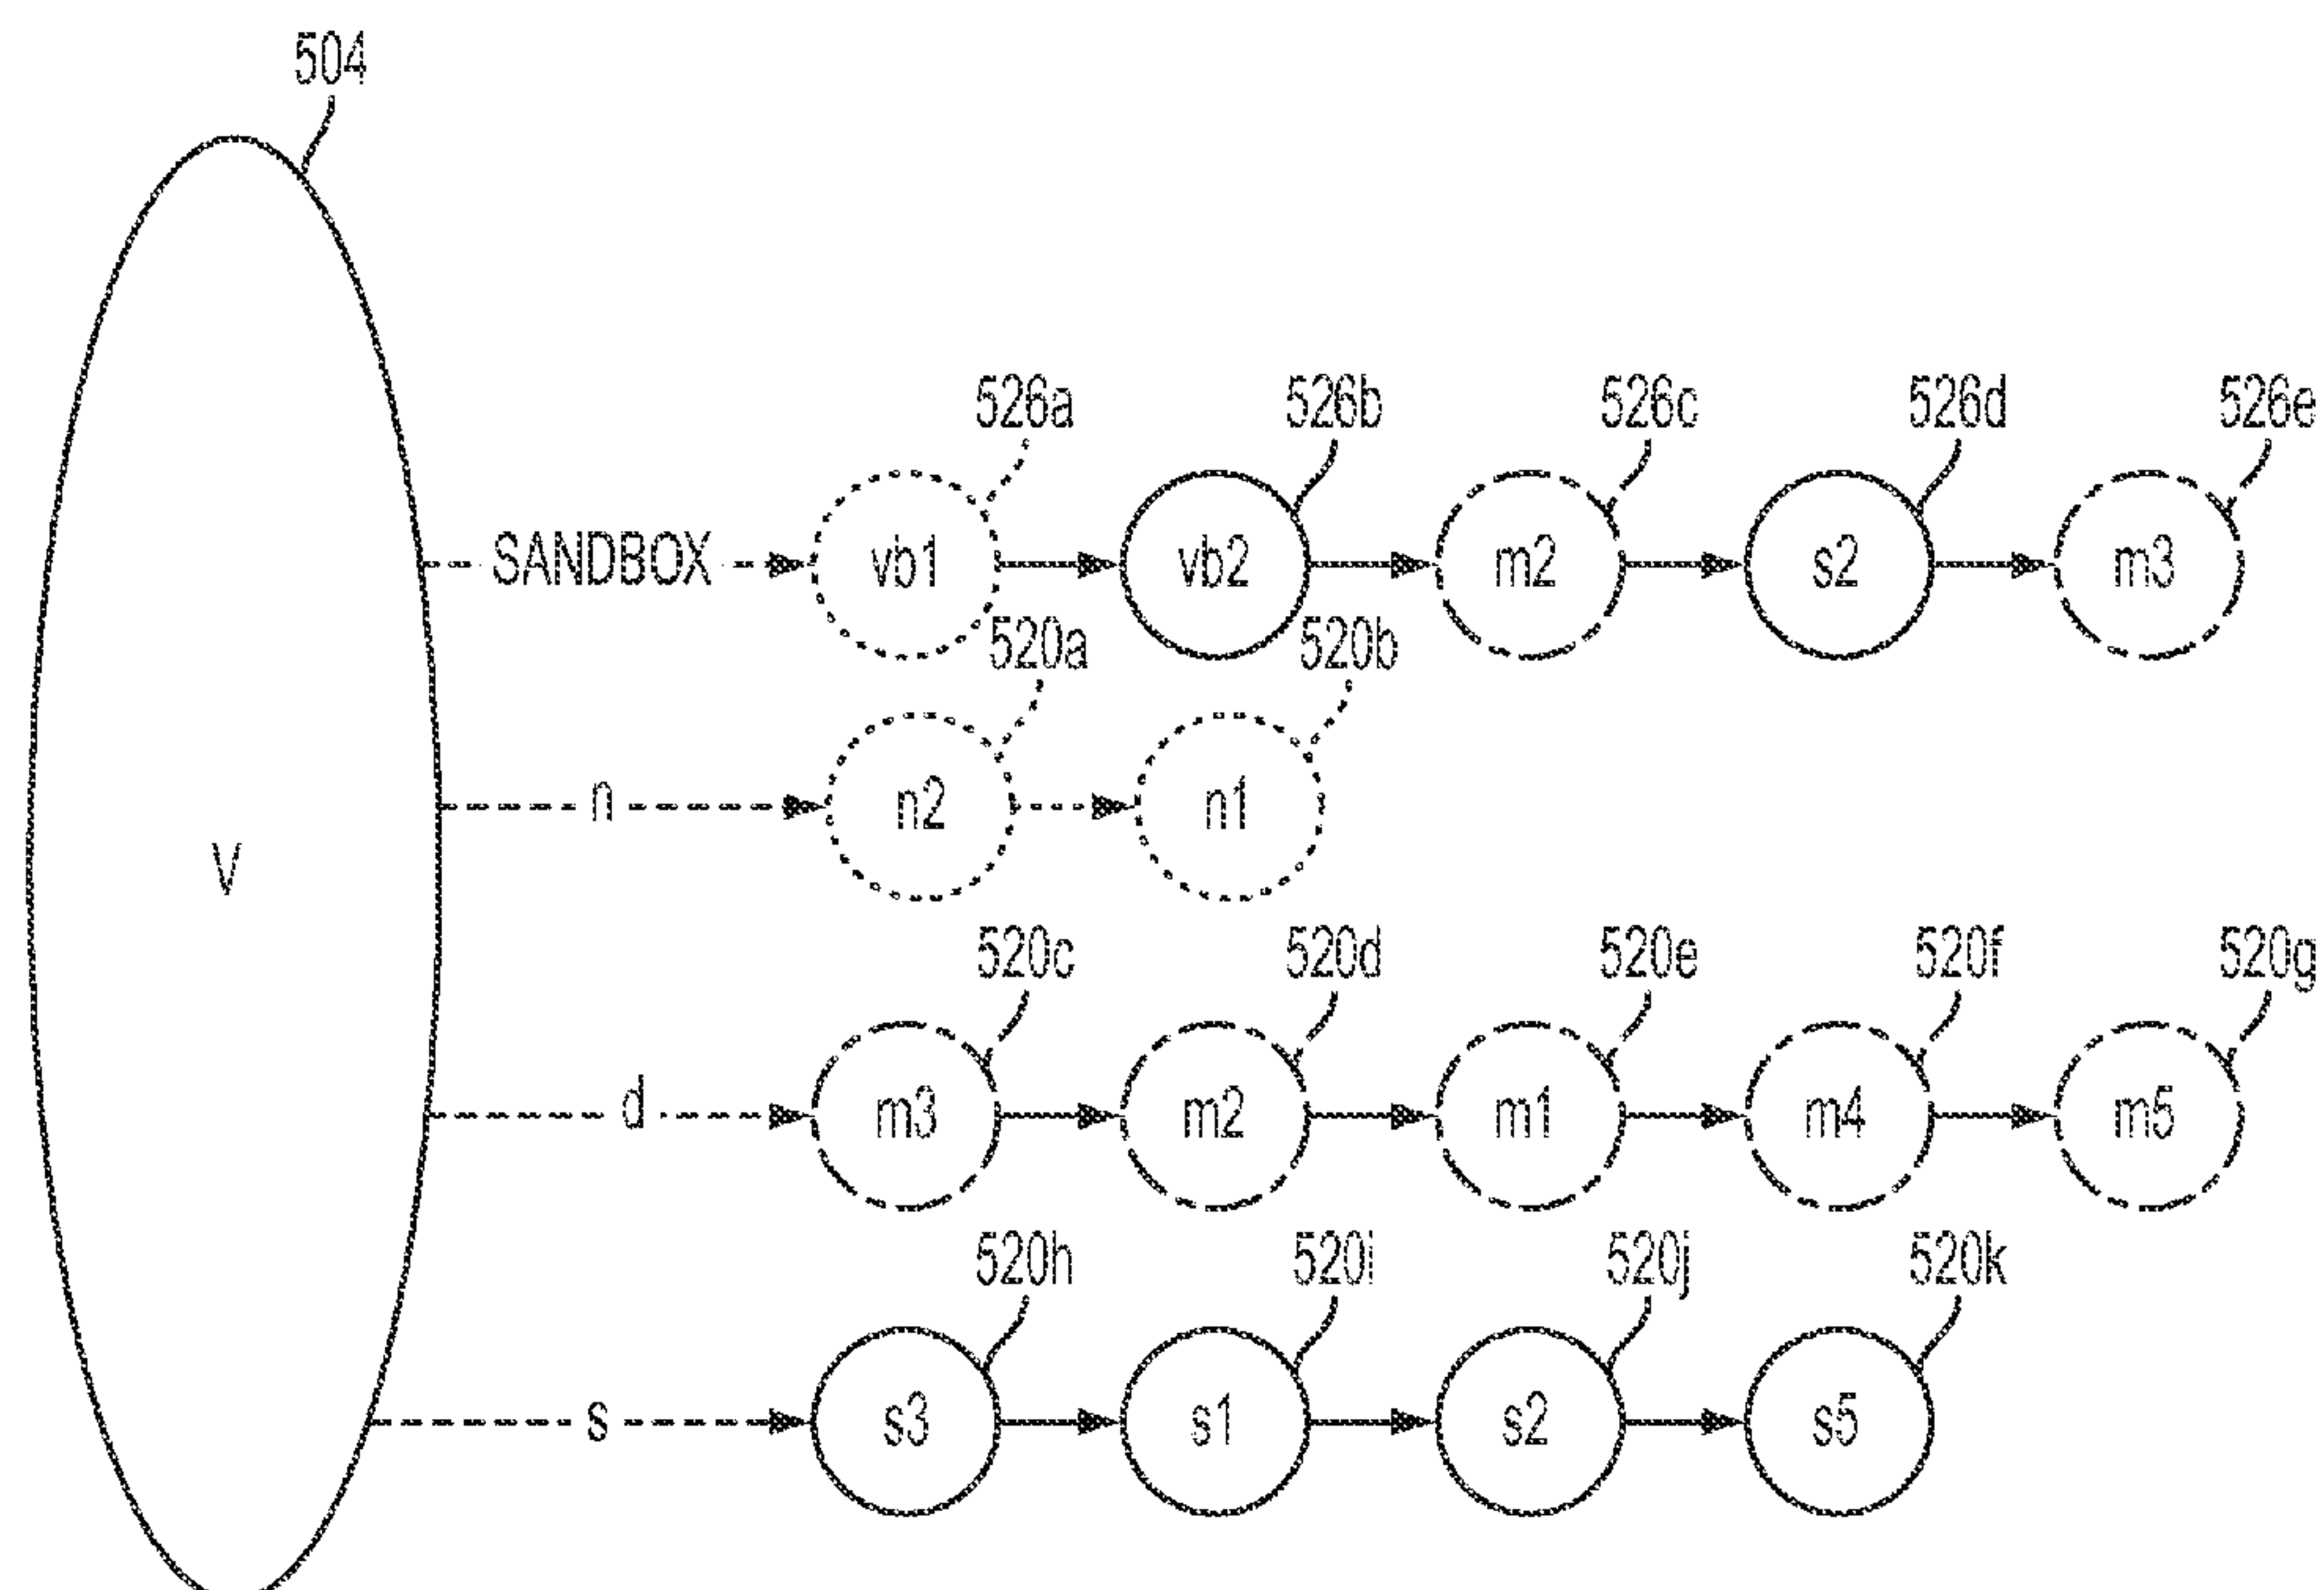 504
526a 526b 526c 526d 526e
SANDBOX vb1 vb2 m2 s2 m3
520a 520b
n n2 n1
V
520c 520d 520e 520f 520g
d m3 m2 m1 m4 m5
520h 520i 520j 520k
s s3 s1 s2 s5